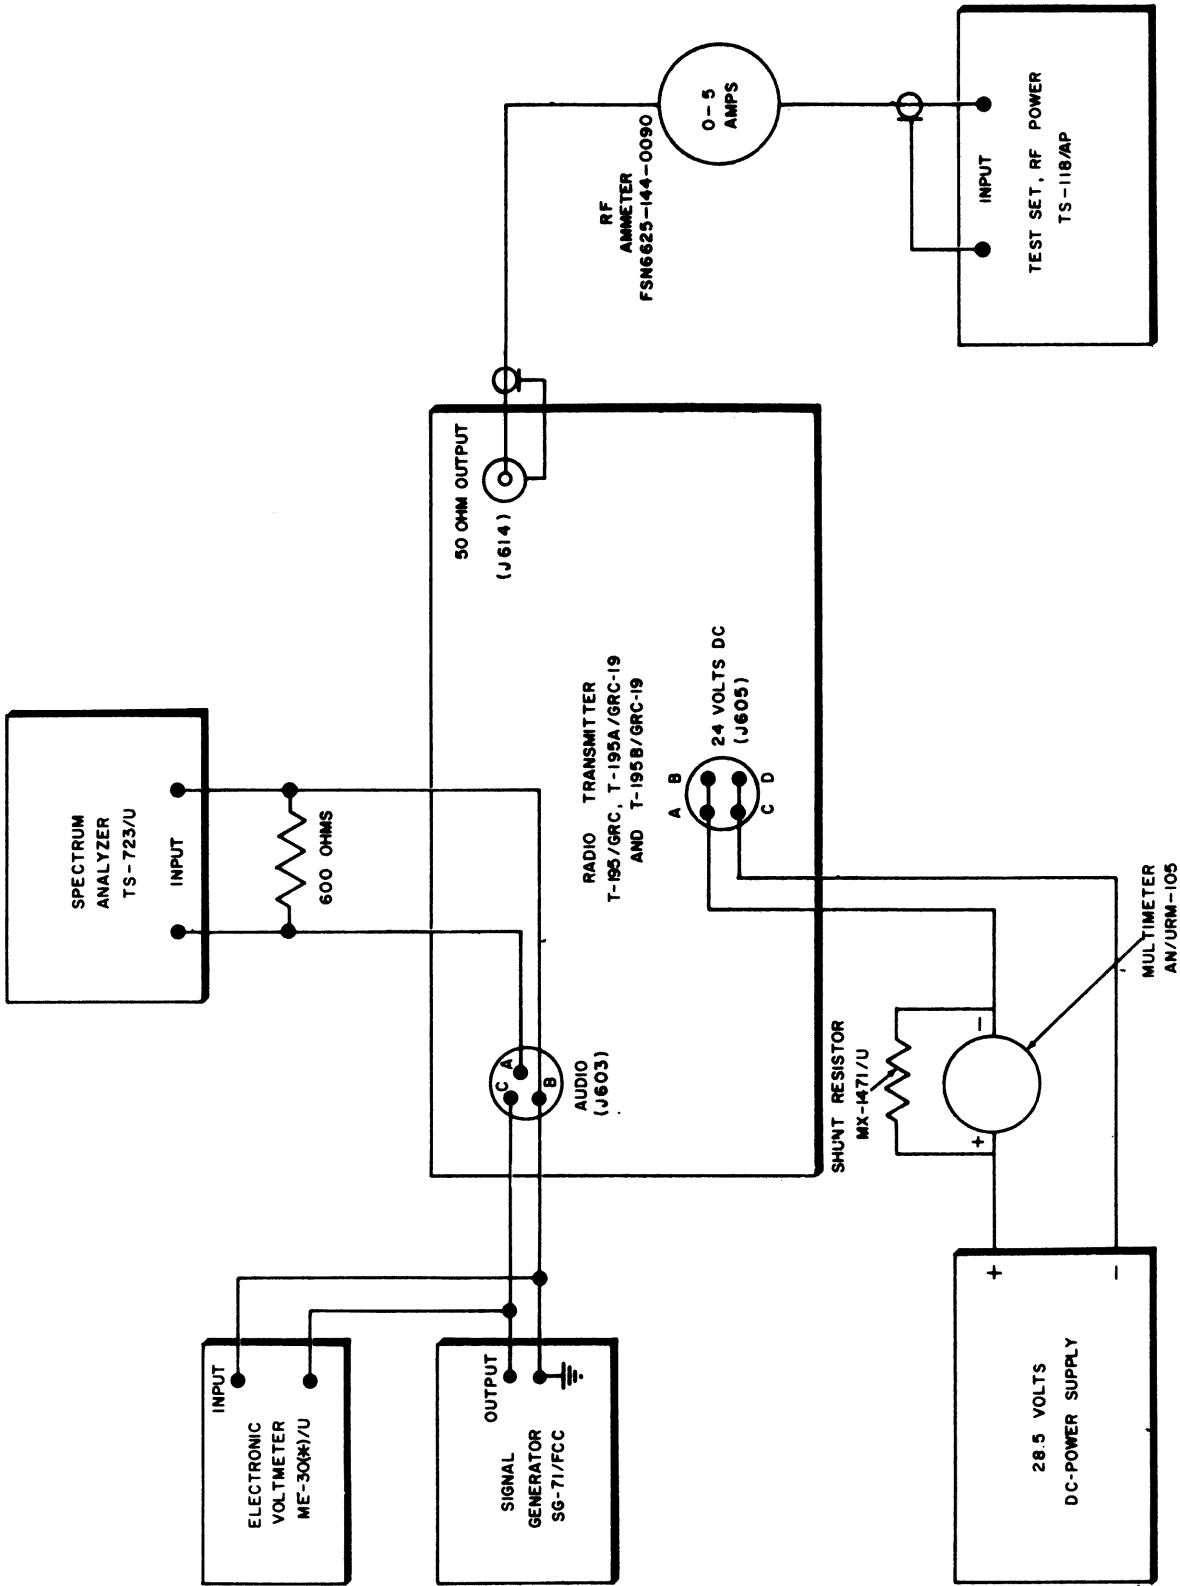 SPECTRUM
ANALYZER
TS-723/U
INPUT
600 OHMS
ELECTRONIC
VOLTMETER
ME-30(*)/U
INPUT
SIGNAL
GENERATOR
SG-71/FCC
OUTPUT
C
A
B
AUDIO
(J603)
RADIO TRANSMITTER
T-195/GRC, T-195A/GRC-19
AND T-195B/GRC-19
50 OHM OUTPUT
(J614)
A
B
C
D
24 VOLTS DC
(J605)
RF
AMMETER
FSN6625-144-0090
0-5
AMPS
INPUT
TEST SET, RF POWER
TS-118/AP
SHUNT RESISTOR
MX-1471/U
+
-
MULTIMETER
AN/URM-105
28.5 VOLTS
DC-POWER SUPPLY
+
-